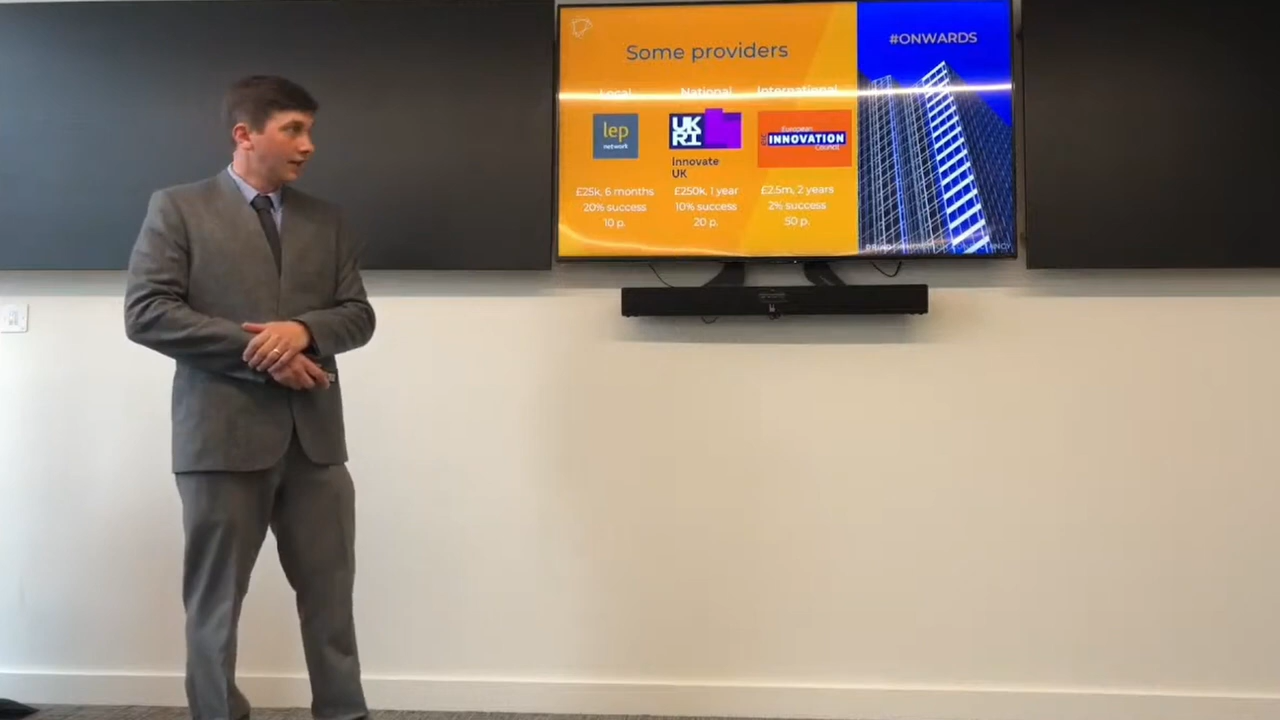 Some providers
#ONWARDS
Local
National
International
lep
network
UK
RI
Innovate
UK
European
INNOVATION
Council
£25k, 6 months
20% success
10 p.
£250k, 1 year
10% success
20 p.
£2.5m, 2 years
2% success
50 p.